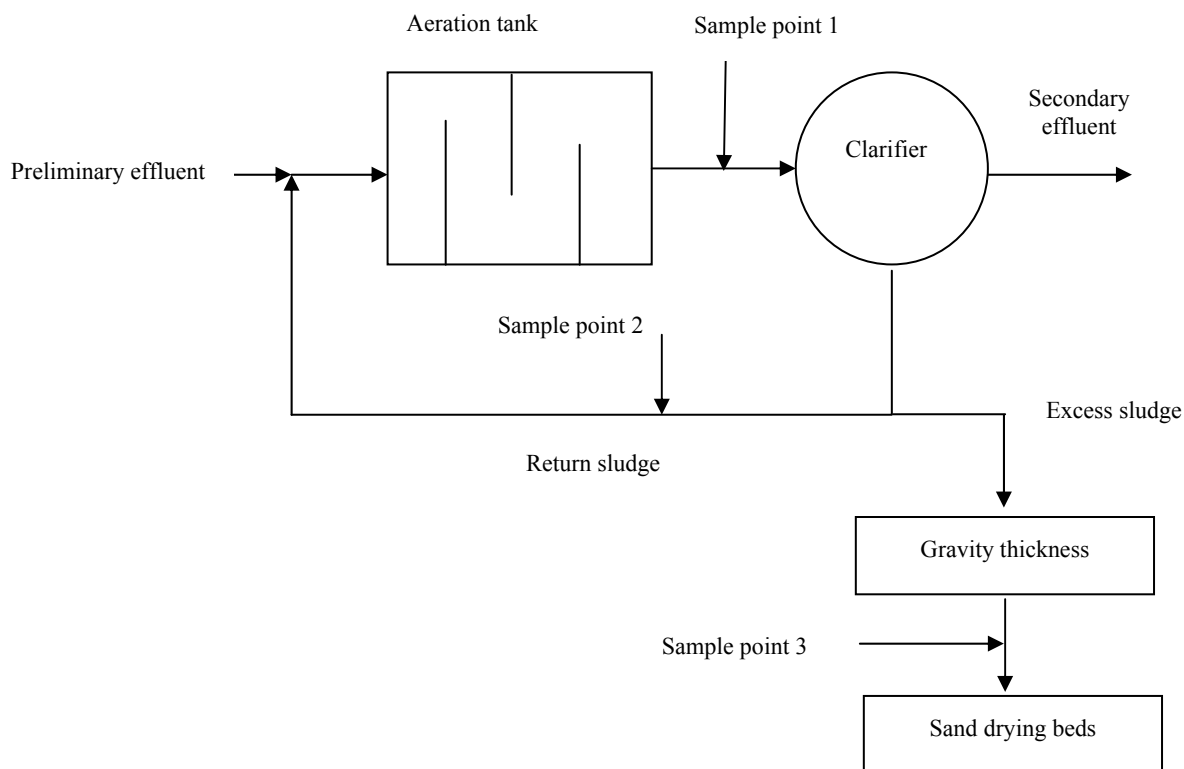 Aeration tank
Sample point 1
Secondary
effluent
Clarifier
Preliminary effluent
Sample point 2
Excess sludge
Return sludge
Gravity thickness
Sample point 3
Sand drying beds